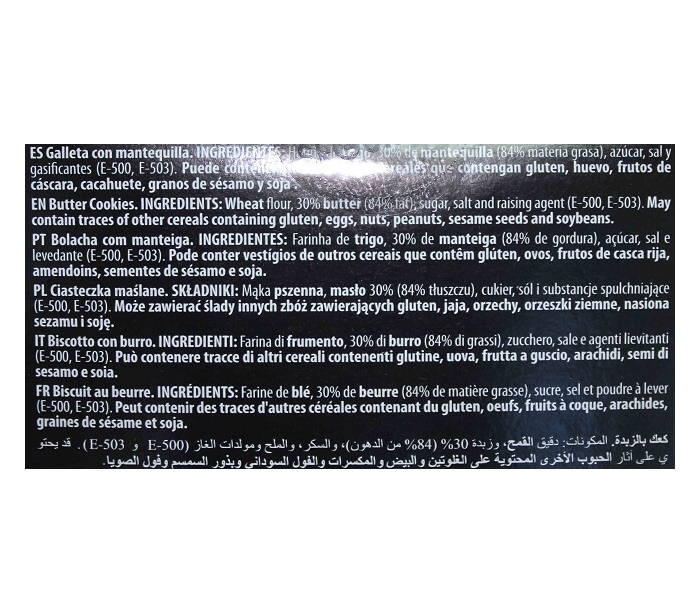 ES Galleta con mantequilla. INGREDIENTES: 30% de mantequilla (84% materia grasa), azúcar, sal y
gasificantes (E-500, E-503). Puede que contengan gluten, huevo, frutos de
cáscara, cacahuete, granos de sésamo y soja .
EN Butter Cookies. INGREDIENTS: Wheat flour, 30% butter (84% fat), sugar, salt and raising agent (E-500, E-503). May
contain traces of other cereals containing gluten, eggs, nuts, peanuts, sesame seeds and soybeans.
PT Bolacha com manteiga. INGREDIENTES: Farinha de trigo, 30% de manteiga (84% de gordura), açúcar, sal e
levedante (E-500, E-503). Pode conter vestígios de outros cereais que contêm glúten, ovos, frutos de casca rija,
amendoins, sementes de sésamo e soja.
PL Ciasteczka maślane. SKŁADNIKI: Mąka pszenna, masło 30% (84% tłuszczu), cukier, sól i substancje spulchniające
(E-500, E-503). Może zawierać ślady innych zbóż zawierających gluten, jaja, orzechy, orzeszki ziemne, nasiona
sezamu i soję.
IT Biscotto con burro. INGREDIENTI: Farina di frumento, 30% di burro (84% di grassi), zucchero, sale e agenti lievitanti
(E-500, E-503). Può contenere tracce di altri cereali contenenti glutine, uova, frutta a guscio, arachidi, semi di
sesamo e soia.
FR Biscuit au beurre. INGRÉDIENTS: Farine de blé, 30% de beurre (84% de matière grasse), sucre, sel et poudre à lever
(E-500, E-503). Peut contenir des traces d'autres céréales contenant du gluten, oeufs, fruits à coque, arachides,
graines de sésame et soja.
كعك بالزبدة. المكونات: دقيق القمح، وزبدة 30% (84% من الدهون)، والسكر، والملح ومولدات الغاز (E-500 و E-503). قد يحتو
ي على آثار الحبوب الأخرى المحتوية على الغلوتين والبيض والمكسرات والفول السوداني وبذور السمسم وفول الصويا.